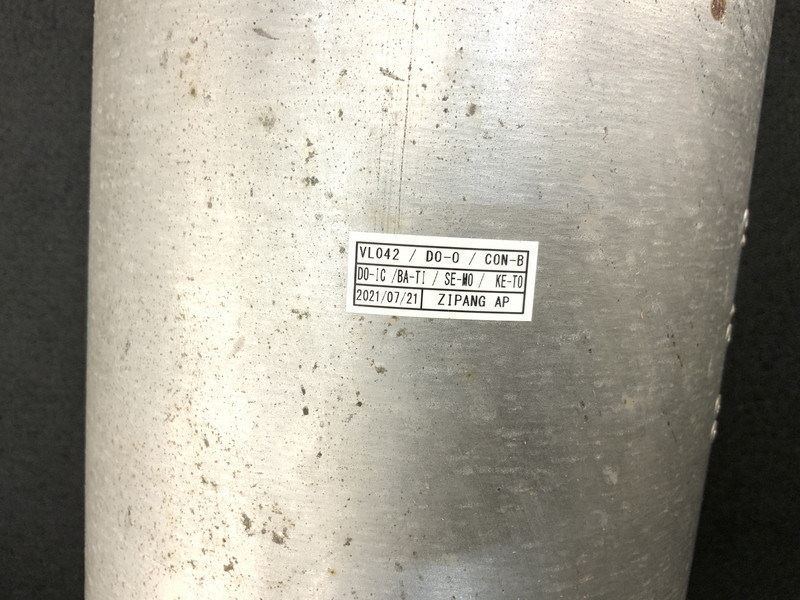 VL042 / DO-O / CON-B
DO-IC /BA-TI / SE-MO / KE-TO
2021/07/21 ZIPANG AP